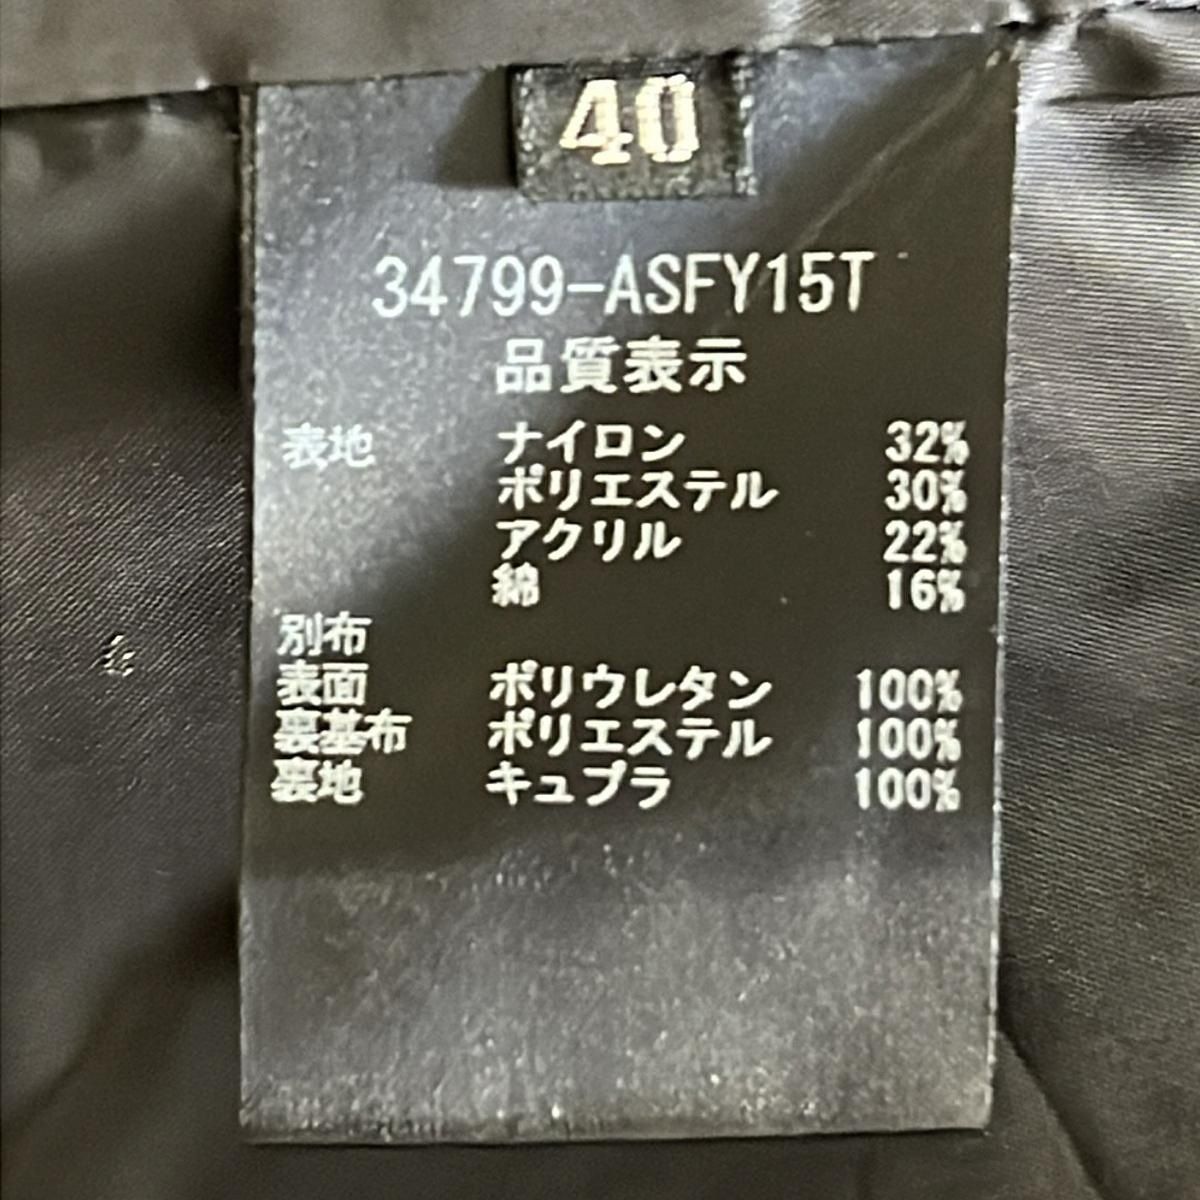 40
34799-ASFY15T
品質表示
表地 ナイロン 32%
ポリエステル 30%
アクリル 22%
綿 16%
別布
表面 ポリウレタン 100%
裏基布 ポリエステル 100%
裏地 キュプラ 100%